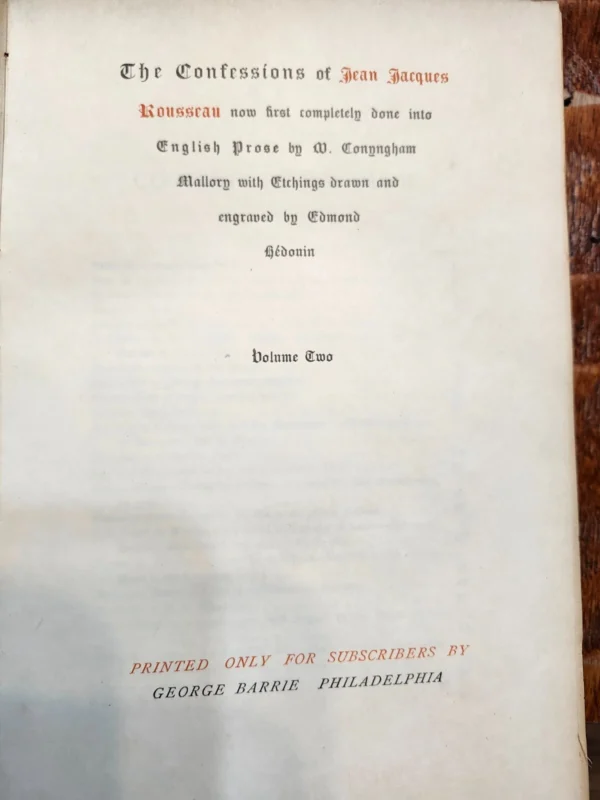 The Confessions of Jean Jacques
Rousseau now first completely done into
English Prose by W. Conyngham
Mallory with Etchings drawn and
engraved by Edmond
Hédouin
Volume Two
PRINTED ONLY FOR SUBSCRIBERS BY
GEORGE BARRIE PHILADELPHIA